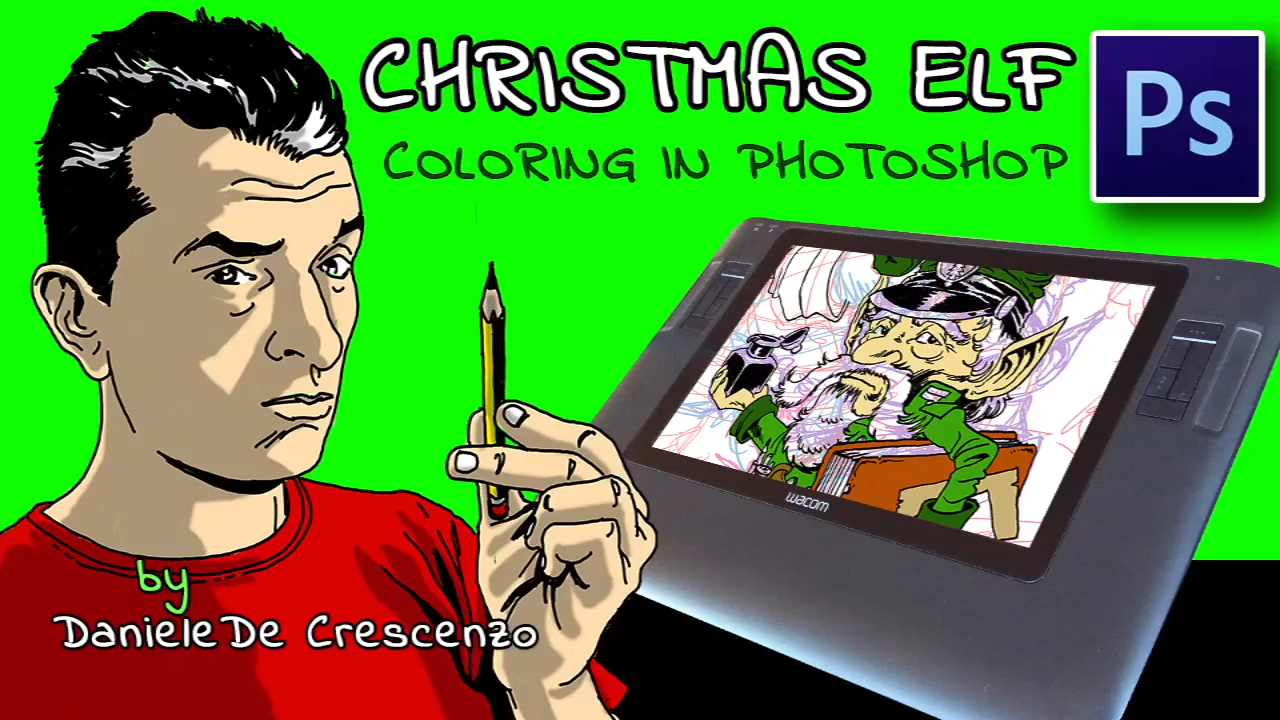 CHRISTMAS ELF
COLORING IN PHOTOSHOP
Ps
wacom
by
Daniele De Crescenzo